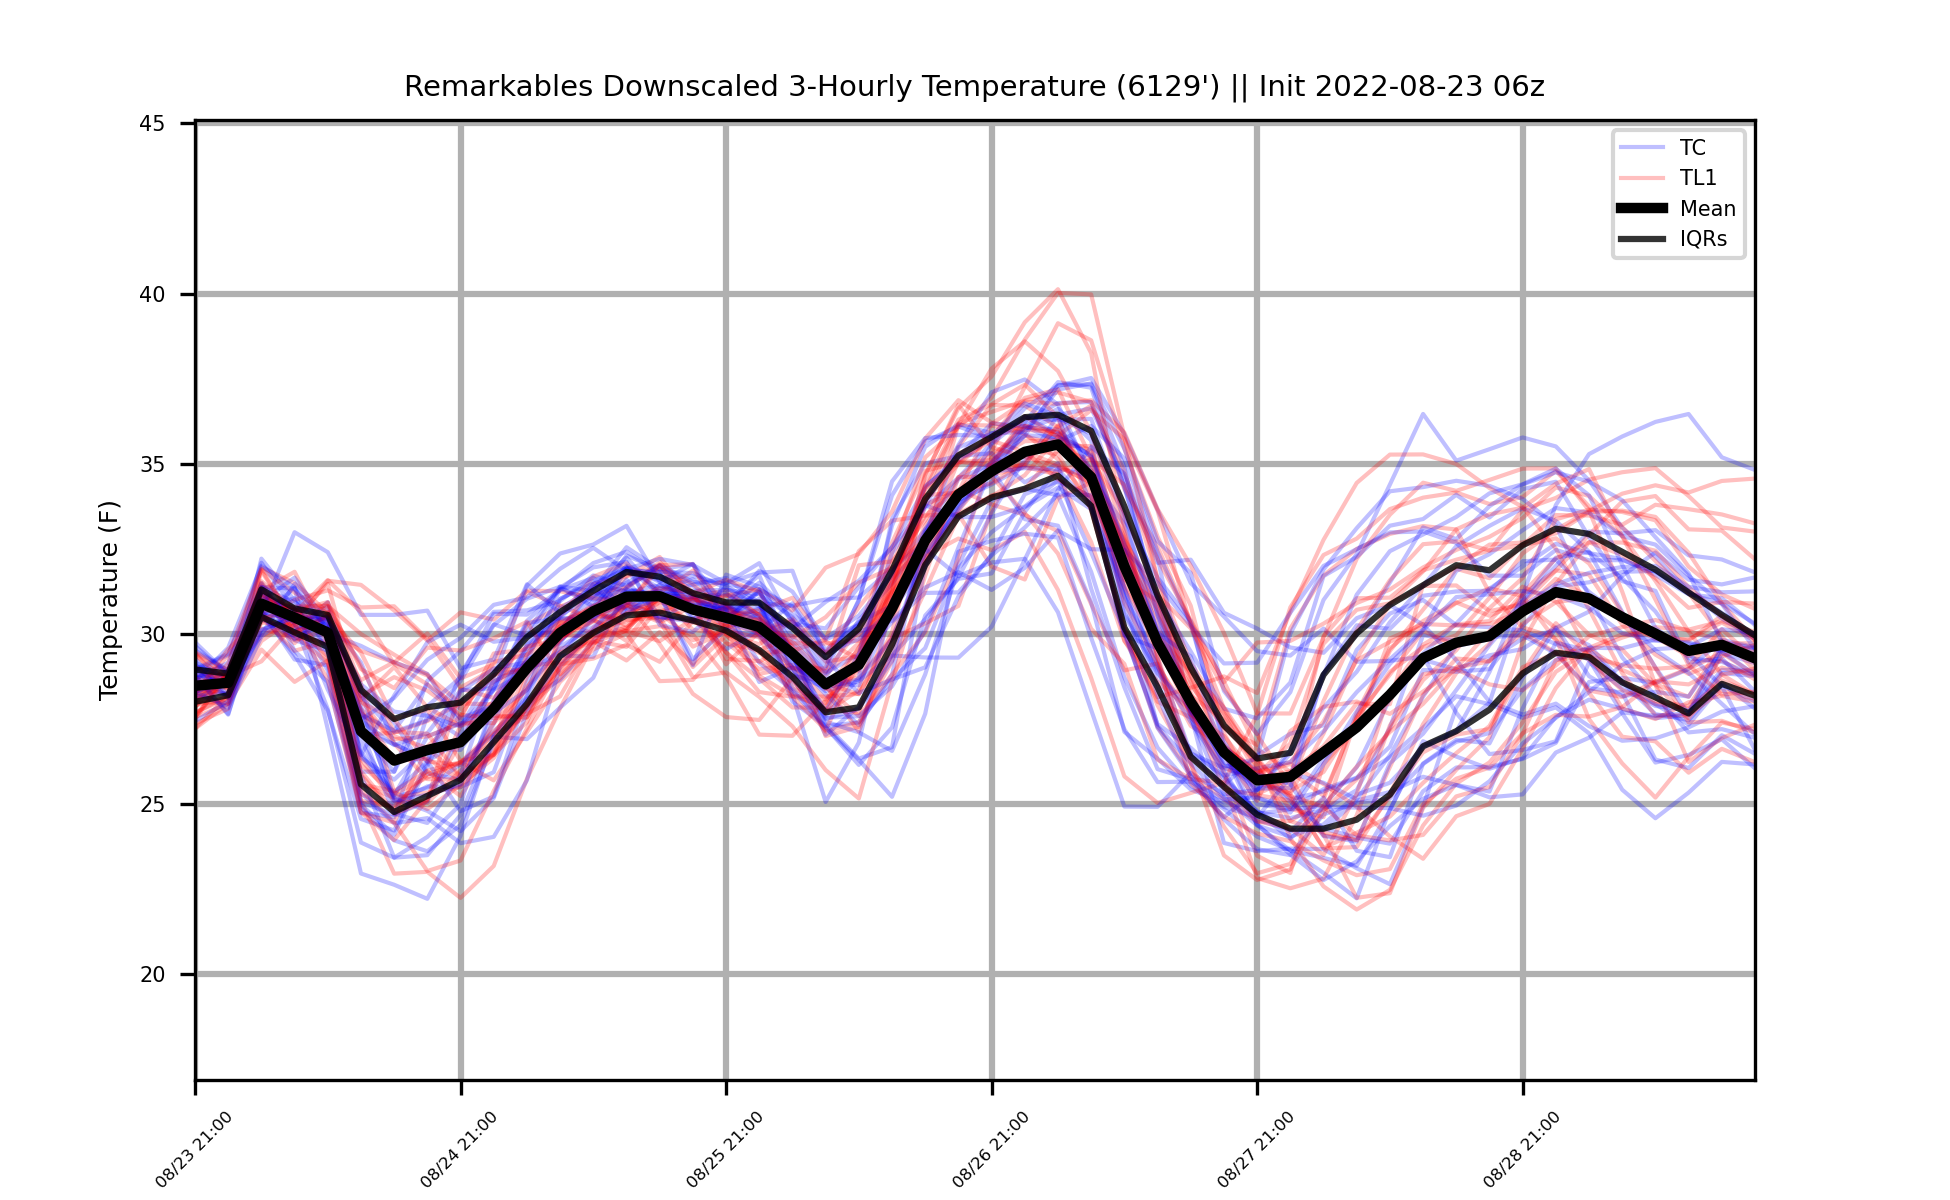 Remarkables Downscaled 3-Hourly Temperature (6129') || Init 2022-08-23 06z
TC
TL1
Mean
IQRs
Temperature (F)
45
40
35
30
25
20
08/23 21:00
08/24 21:00
08/25 21:00
08/26 21:00
08/27 21:00
08/28 21:00